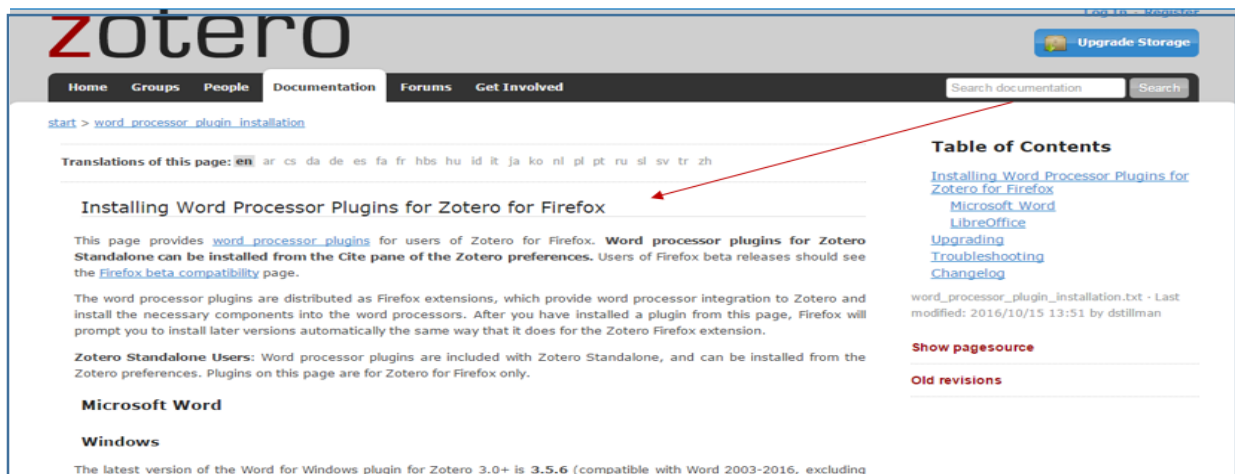 Log In - Register
zotero
Upgrade Storage
Home Groups People Documentation Forums Get Involved
Search documentation Search
start > word_processor_plugin_installation
Translations of this page: en ar cs da de es fa fr hbs hu id it ja ko nl pl pt ru sl sv tr zh
Installing Word Processor Plugins for Zotero for Firefox
This page provides word processor plugins for users of Zotero for Firefox. Word processor plugins for Zotero
Standalone can be installed from the Cite pane of the Zotero preferences. Users of Firefox beta releases should see
the Firefox beta compatibility page.
The word processor plugins are distributed as Firefox extensions, which provide word processor integration to Zotero and
install the necessary components into the word processors. After you have installed a plugin from this page, Firefox will
prompt you to install later versions automatically the same way that it does for the Zotero Firefox extension.
Zotero Standalone Users: Word processor plugins are included with Zotero Standalone, and can be installed from the
Zotero preferences. Plugins on this page are for Zotero for Firefox only.
Microsoft Word
Windows
The latest version of the Word for Windows plugin for Zotero 3.0+ is 3.5.6 (compatible with Word 2003-2016, excluding
Table of Contents
Installing Word Processor Plugins for
Zotero for Firefox
Microsoft Word
LibreOffice
Upgrading
Troubleshooting
Changelog
word_processor_plugin_installation.txt - Last
modified: 2016/10/15 13:51 by dstillman
Show pagesource
Old revisions